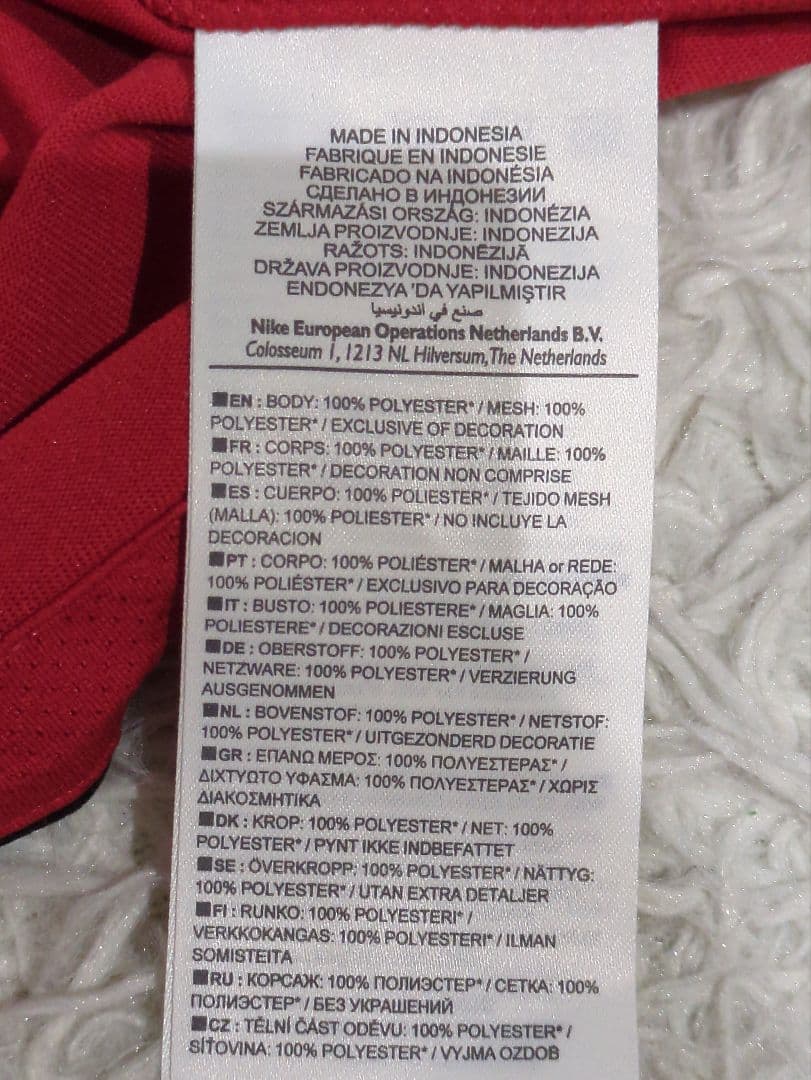 MADE IN INDONESIA
FABRIQUE EN INDONESIE
FABRICADO NA INDONÉSIA
СДЕЛАНО В ИНДОНЕЗИИ
SZÁRMAZÁSI ORSZÁG: INDONÉZIA
ZEMLJA PROIZVODNJE: INDONEZIJA
RAŽOTS: INDONĒZIJĀ
DRŽAVA PROIZVODNJE: INDONEZIJA
ENDONEZYA 'DA YAPILMIŞTIR
صنع في اندونيسيا
Nike European Operations Netherlands B.V.
Colosseum 1, 1213 NL Hilversum, The Netherlands
■EN : BODY: 100% POLYESTER* / MESH: 100%
POLYESTER* / EXCLUSIVE OF DECORATION
■FR : CORPS: 100% POLYESTER* / MAILLE: 100%
POLYESTER* / DECORATION NON COMPRISE
■ES : CUERPO: 100% POLIESTER* / TEJIDO MESH
(MALLA): 100% POLIESTER* / NO INCLUYE LA
DECORACION
■PT : CORPO: 100% POLIÉSTER* / MALHA or REDE:
100% POLIÉSTER* / EXCLUSIVO PARA DECORAÇÃO
■IT : BUSTO: 100% POLIESTERE* / MAGLIA: 100%
POLIESTERE* / DECORAZIONI ESCLUSE
■DE : OBERSTOFF: 100% POLYESTER* /
NETZWARE: 100% POLYESTER* / VERZIERUNG
AUSGENOMMEN
■NL : BOVENSTOF: 100% POLYESTER* / NETSTOF:
100% POLYESTER* / UITGEZONDERD DECORATIE
■GR : ΕΠΑΝΩ ΜΕΡΟΣ: 100% ΠΟΛΥΕΣΤΕΡΑΣ* /
ΔΙΧΤΥΩΤΟ ΥΦΑΣΜΑ: 100% ΠΟΛΥΕΣΤΕΡΑΣ* / ΧΩΡΙΣ
ΔΙΑΚΟΣΜΗΤΙΚΑ
■DK : KROP: 100% POLYESTER* / NET: 100%
POLYESTER* / PYNT IKKE INDBEFATTET
■SE : ÖVERKROPP: 100% POLYESTER* / NÄTTYG:
100% POLYESTER* / UTAN EXTRA DETALJER
■FI : RUNKO: 100% POLYESTERI* /
VERKKOKANGAS: 100% POLYESTERI* / ILMAN
SOMISTEITA
■RU : КОРСАЖ: 100% ПОЛИЭСТЕР* / СЕТКА: 100%
ПОЛИЭСТЕР* / БЕЗ УКРАШЕНИЙ
■CZ : TĚLNÍ ČÁST ODĚVU: 100% POLYESTER* /
SÍŤOVINA: 100% POLYESTER* / VYJMA OZDOB